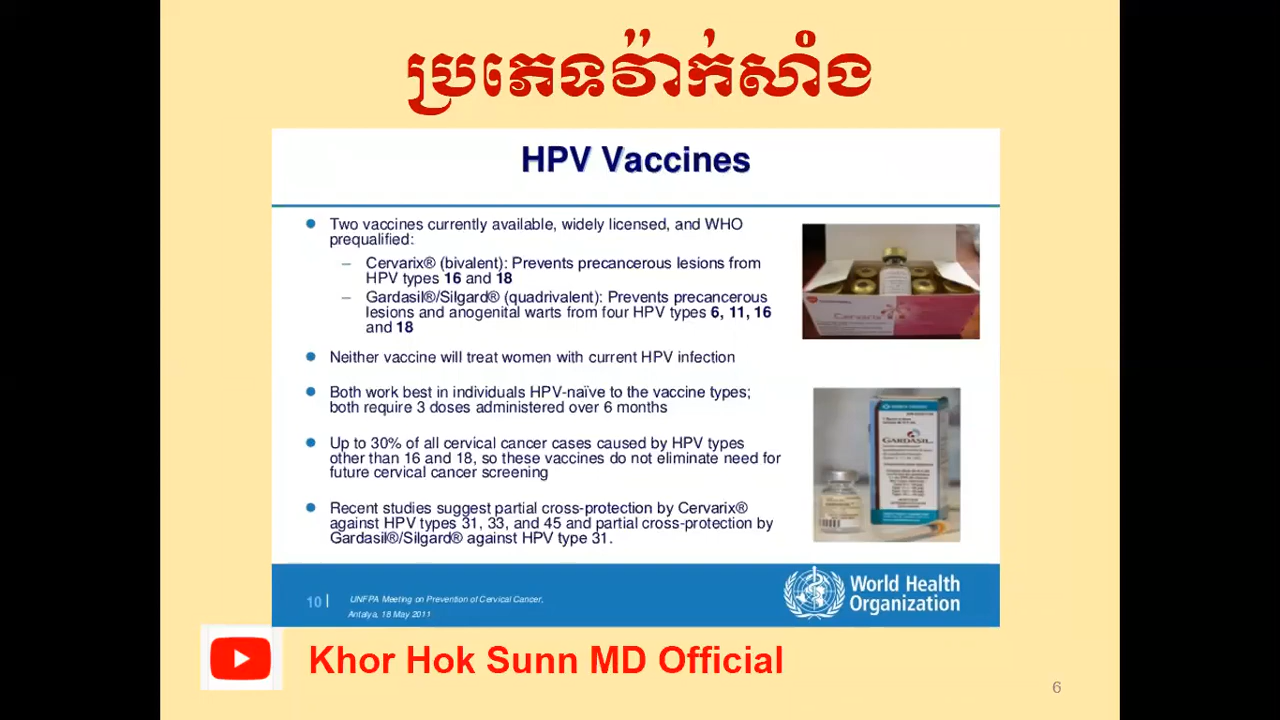 ប្រភេទវ៉ាក់សាំង
HPV Vaccines
Two vaccines currently available, widely licensed, and WHO
prequalified:
– Cervarix® (bivalent): Prevents precancerous lesions from
HPV types 16 and 18
– Gardasil®/Silgard® (quadrivalent): Prevents precancerous
lesions and anogenital warts from four HPV types 6, 11, 16
and 18
Neither vaccine will treat women with current HPV infection
Both work best in individuals HPV-naïve to the vaccine types;
both require 3 doses administered over 6 months
Up to 30% of all cervical cancer cases caused by HPV types
other than 16 and 18, so these vaccines do not eliminate need for
future cervical cancer screening
Recent studies suggest partial cross-protection by Cervarix®
against HPV types 31, 33, and 45 and partial cross-protection by
Gardasil®/Silgard® against HPV type 31.
Cervarix
GARDASIL
10 |
UNFPA Meeting on Prevention of Cervical Cancer,
Antalya, 18 May 2011
World Health
Organization
Khor Hok Sunn MD Official
6